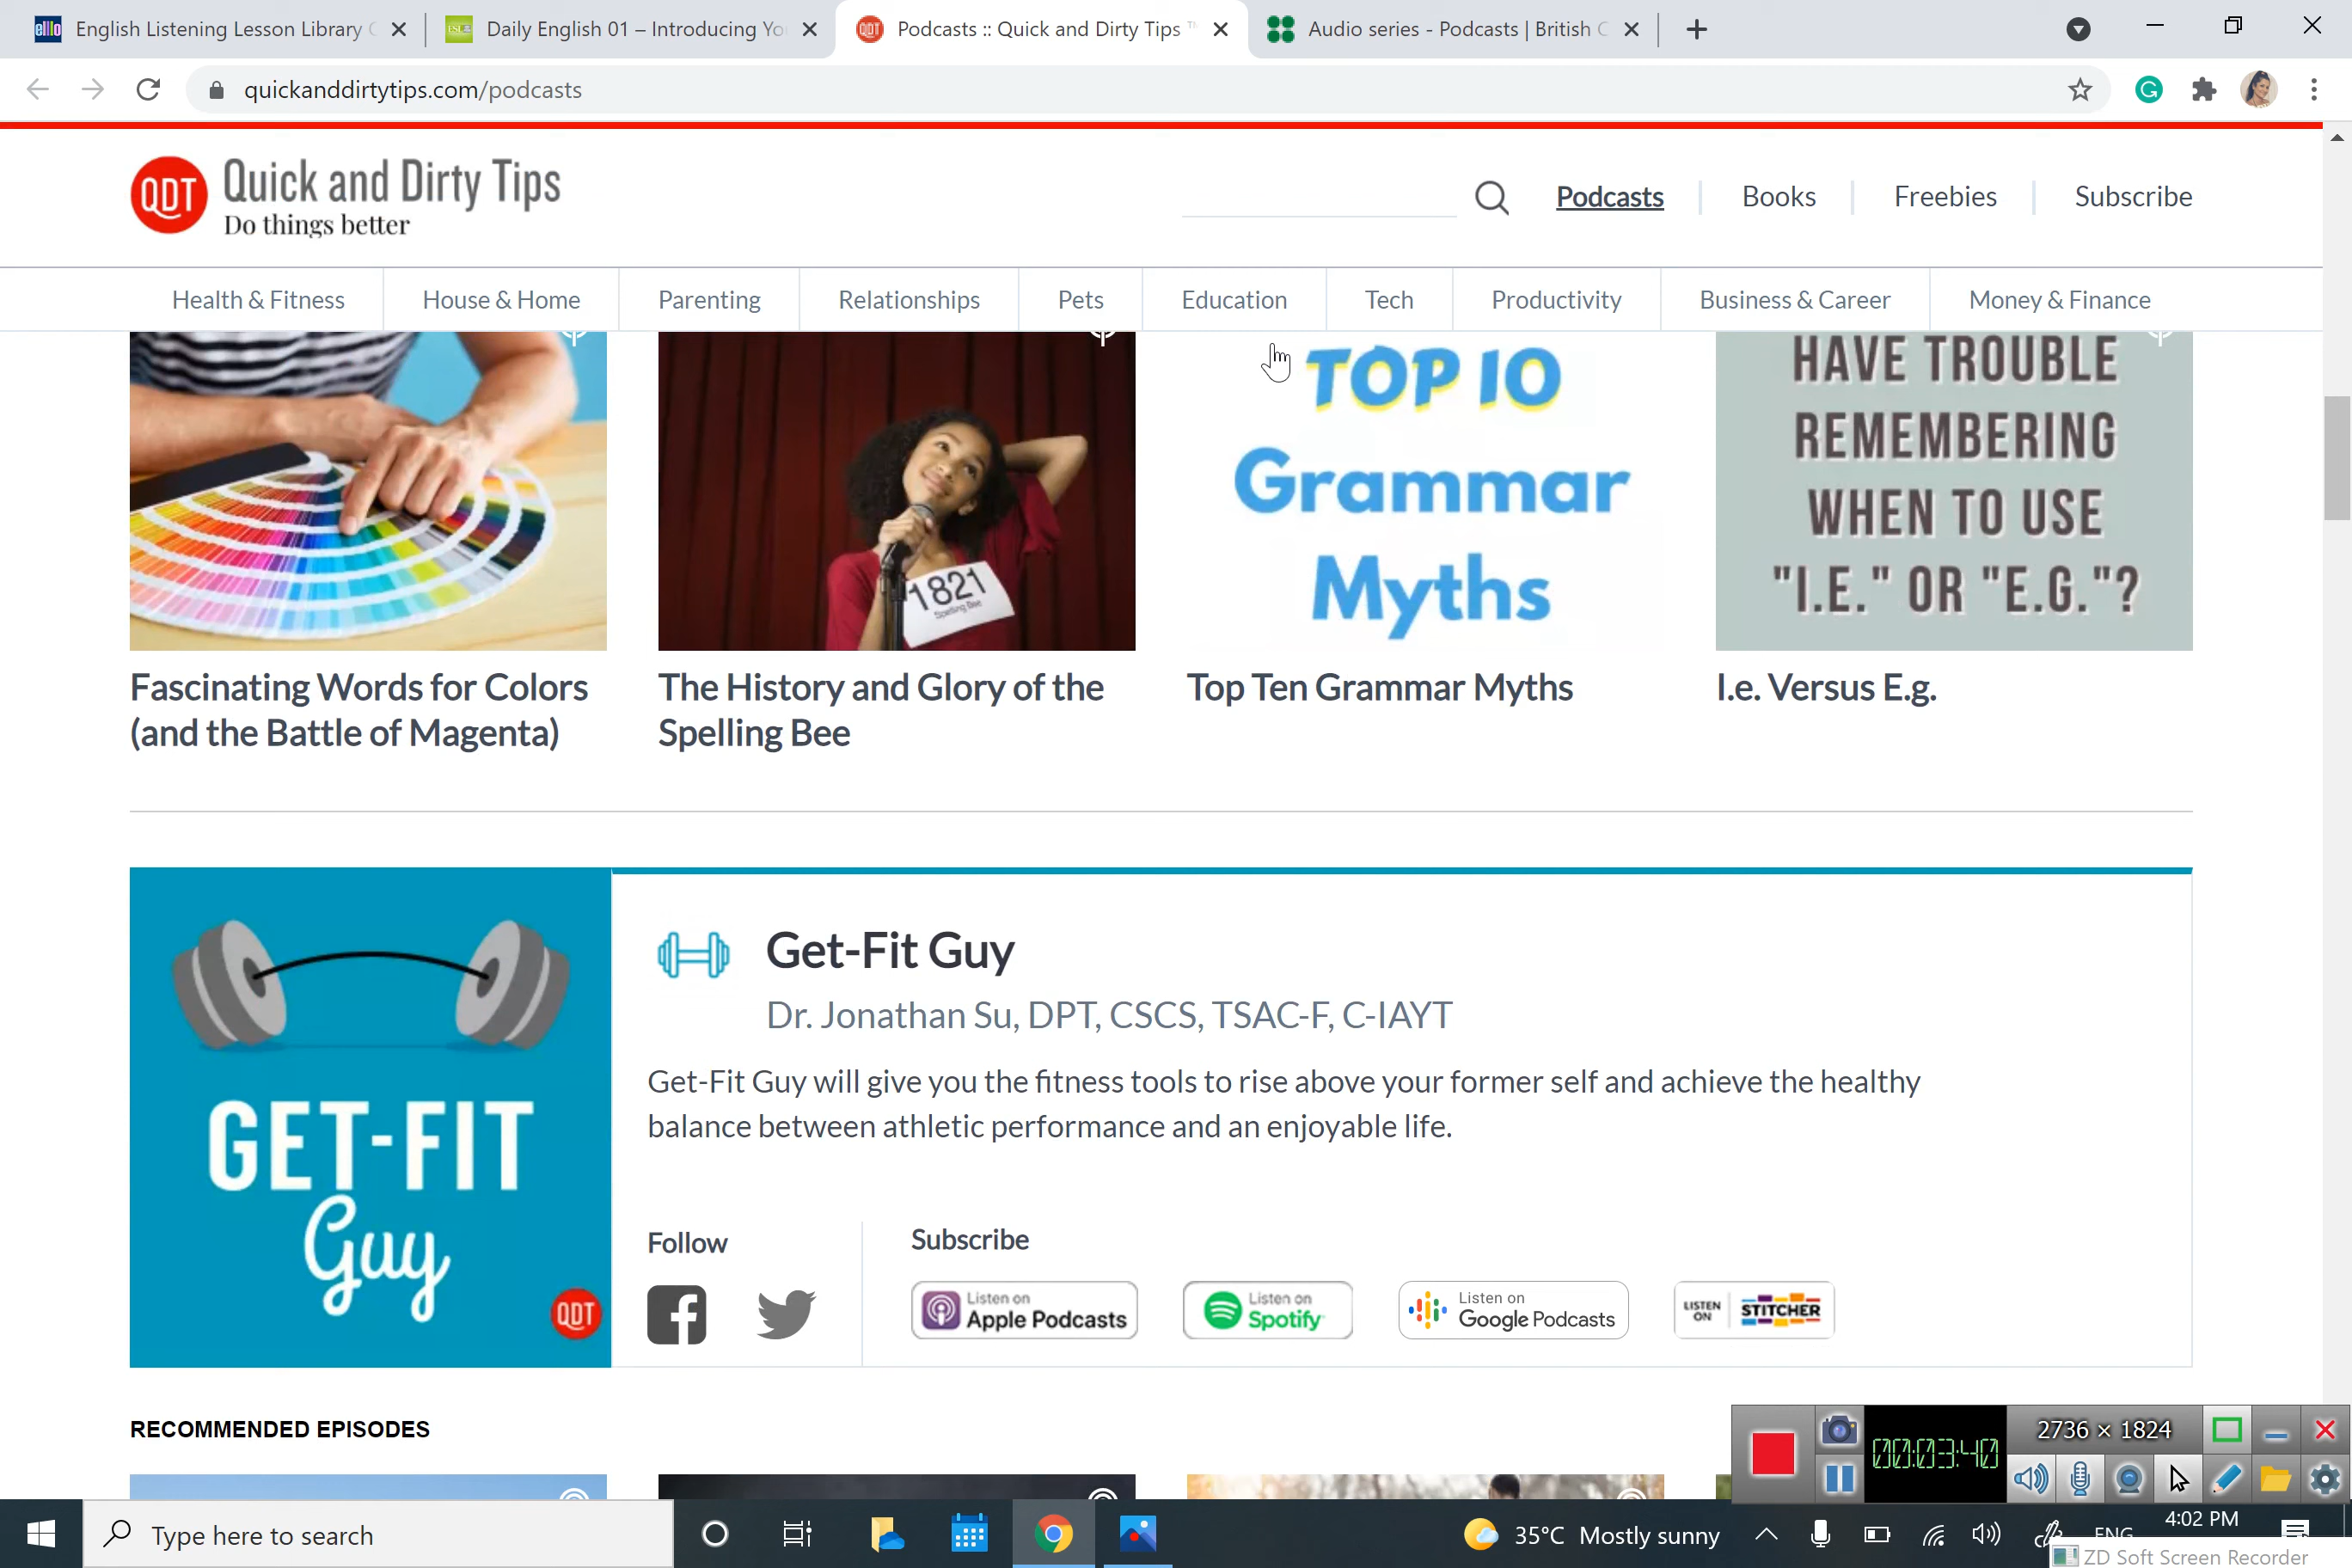 elllo English Listening Lesson Library
Daily English 01 – Introducing Yo
QDT Podcasts :: Quick and Dirty Tips ™
Audio series - Podcasts | British C
quickanddirtytips.com/podcasts
QDT Quick and Dirty Tips
Do things better
Podcasts
Books
Freebies
Subscribe
Health & Fitness
House & Home
Parenting
Relationships
Pets
Education
Tech
Productivity
Business & Career
Money & Finance
1821
Spelling Bee
TOP 10
Grammar
Myths
HAVE TROUBLE
REMEMBERING
WHEN TO USE
"I.E." OR "E.G."?
Fascinating Words for Colors
(and the Battle of Magenta)
The History and Glory of the
Spelling Bee
Top Ten Grammar Myths
I.e. Versus E.g.
GET-FIT
Guy
QDT
Get-Fit Guy
Dr. Jonathan Su, DPT, CSCS, TSAC-F, C-IAYT
Get-Fit Guy will give you the fitness tools to rise above your former self and achieve the healthy
balance between athletic performance and an enjoyable life.
Follow
Subscribe
Listen on
Apple Podcasts
Listen on
Spotify
Listen on
Google Podcasts
LISTEN
ON
STITCHER
RECOMMENDED EPISODES
00:03:40
2736 × 1824
Type here to search
35°C Mostly sunny
ENG
4:02 PM
ZD Soft Screen Recorder